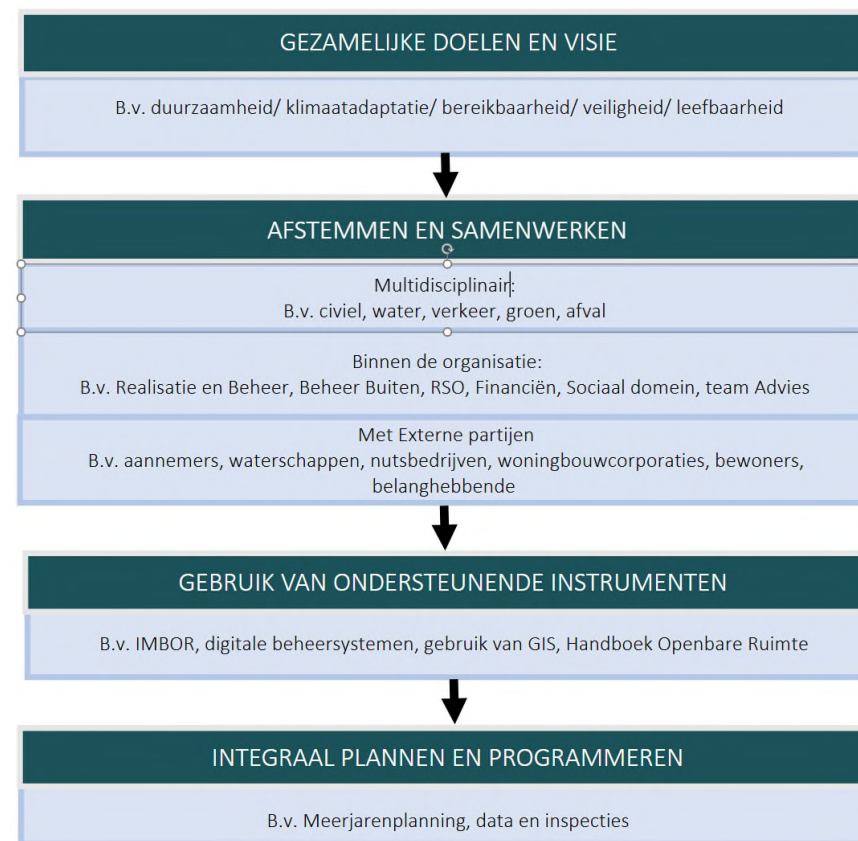 GEZAMELIJKE DOELEN EN VISIE
B.v. duurzaamheid/ klimaatadaptatie/ bereikbaarheid/ veiligheid/ leefbaarheid
AFSTEMMEN EN SAMENWERKEN
Multidisciplinair:
B.v. civiel, water, verkeer, groen, afval
Binnen de organisatie:
B.v. Realisatie en Beheer, Beheer Buiten, RSO, Financiën, Sociaal domein, team Advies
Met Externe partijen
B.v. aannemers, waterschappen, nutsbedrijven, woningbouwcorporaties, bewoners,
belanghebbende
GEBRUIK VAN ONDERSTEUNENDE INSTRUMENTEN
B.v. IMBOR, digitale beheersystemen, gebruik van GIS, Handboek Openbare Ruimte
INTEGRAAL PLANNEN EN PROGRAMMEREN
B.v. Meerjarenplanning, data en inspecties